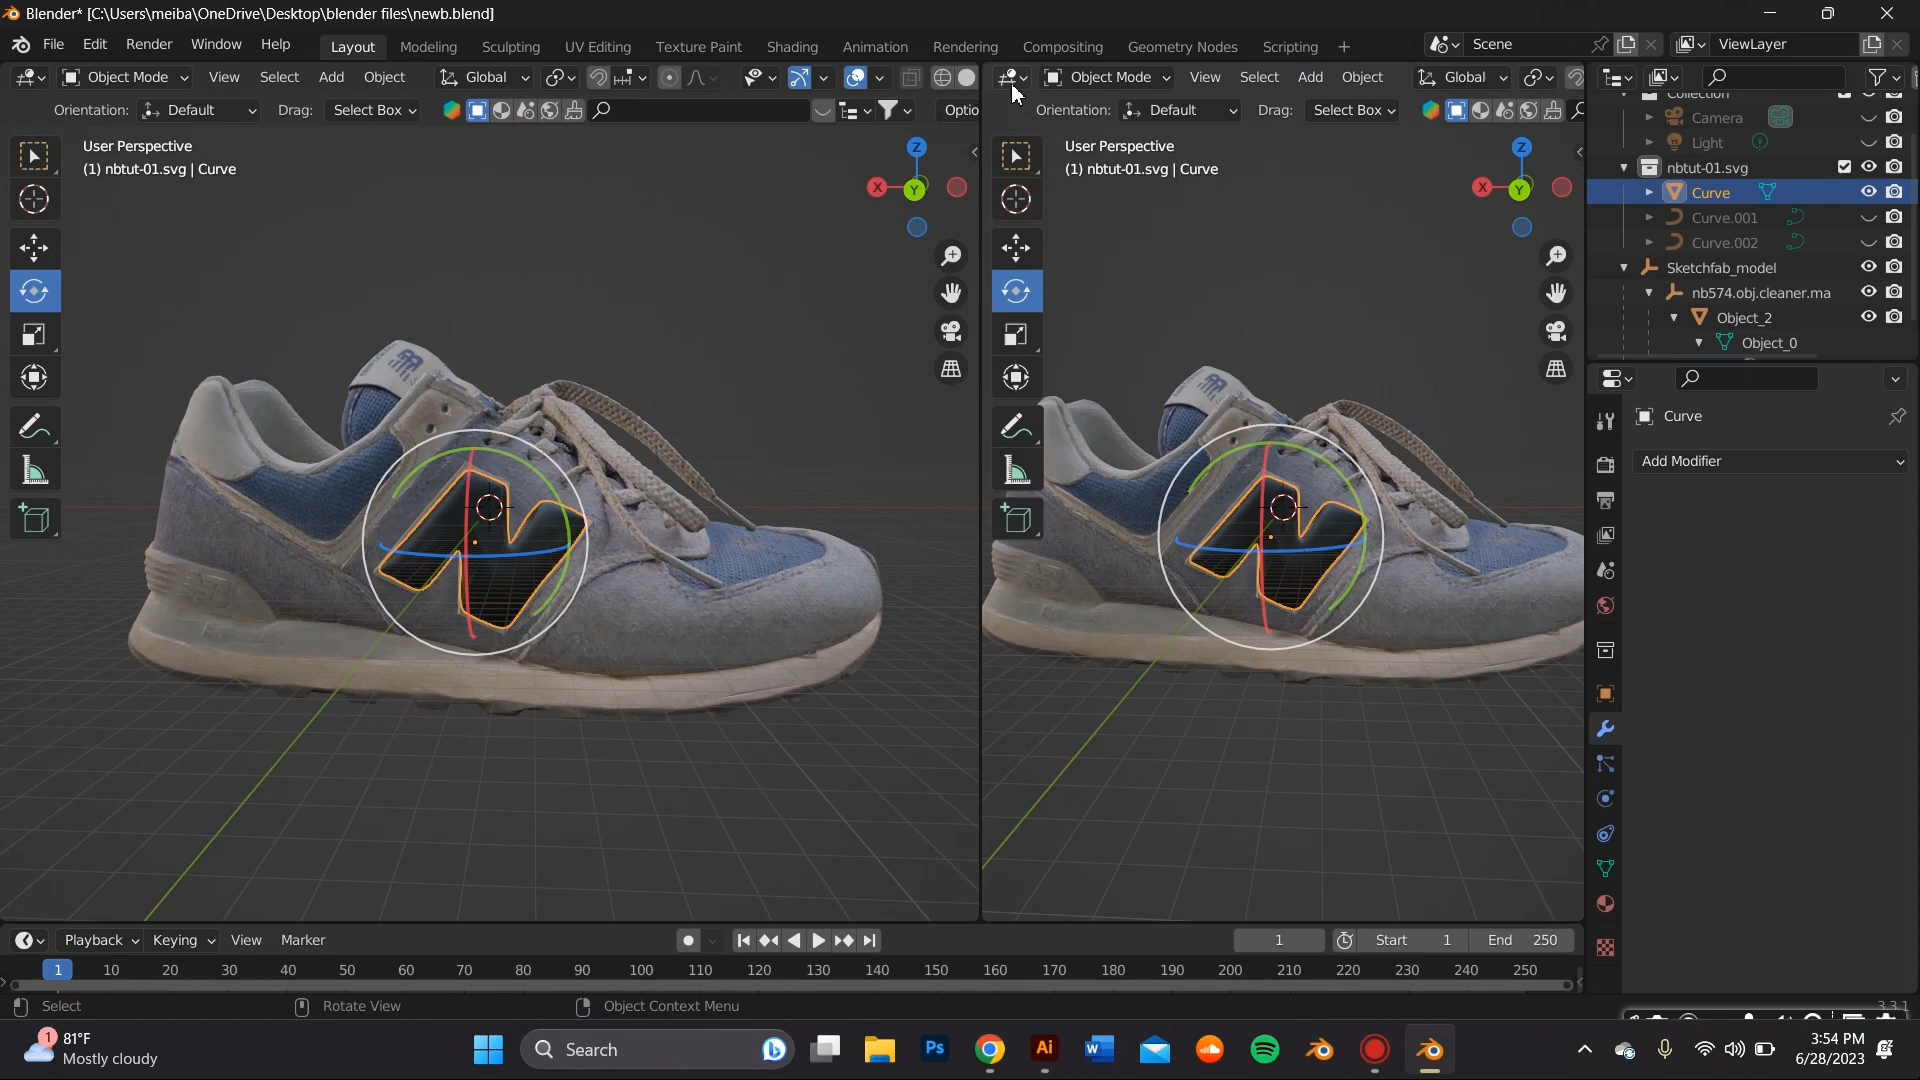 Blender* [C:\Users\meiba\OneDrive\Desktop\blender files\newb.blend]
File Edit Render Window Help Layout Modeling Sculpting UV Editing Texture Paint Shading Animation Rendering Compositing Geometry Nodes Scripting + Scene ViewLayer
Object Mode View Select Add Object Global
Object Mode View Select Add Object Global
Orientation: Default Drag: Select Box Optio
Orientation: Default Drag: Select Box
User Perspective
(1) nbtut-01.svg | Curve
Z
X
Y
User Perspective
(1) nbtut-01.svg | Curve
Z
X
Y
Collection
Camera
Light
nbtut-01.svg
Curve
Curve.001
Curve.002
Sketchfab_model
nb574.obj.cleaner.ma
Object_2
Object_0
Curve
Add Modifier
Playback Keying View Marker 1 Start 1 End 250
1 10 20 30 40 50 60 70 80 90 100 110 120 130 140 150 160 170 180 190 200 210 220 230 240 250
Select Rotate View Object Context Menu 3.3.1
1 81°F
Mostly cloudy
Search
Ps
Ai
W
3:54 PM
6/28/2023